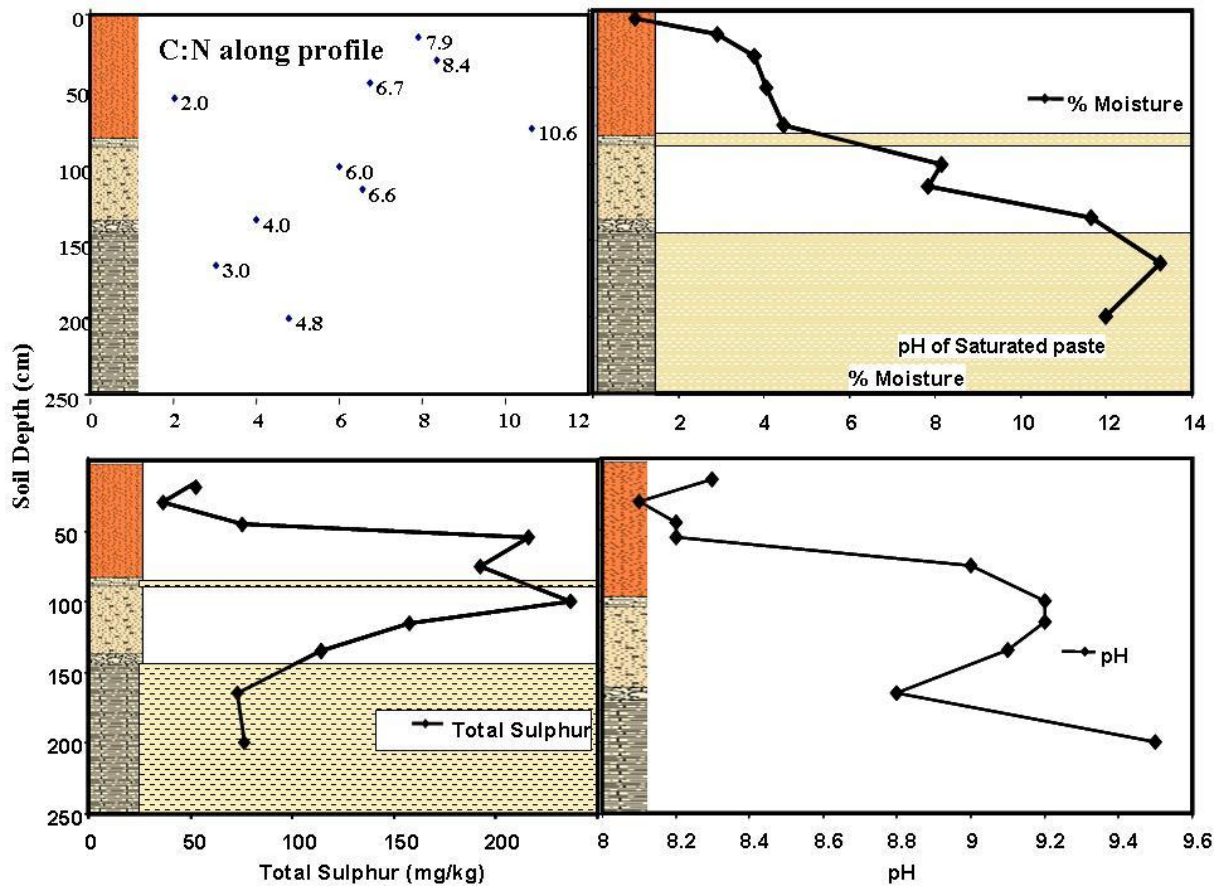 C:N along profile
0
50
100
150
200
250
7.9
8.4
6.7
2.0
10.6
6.0
6.6
4.0
3.0
4.8
0 2 4 6 8 10 12
% Moisture
pH of Saturated paste
% Moisture
2 4 6 8 10 12 14
Soil Depth (cm)
50
100
150
200
250
Total Sulphur
0 50 100 150 200
Total Sulphur (mg/kg)
pH
8 8.2 8.4 8.6 8.8 9 9.2 9.4 9.6
pH